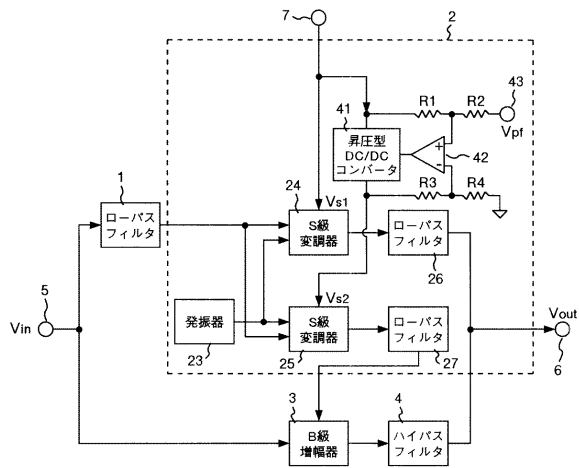 7
2
43
R1
R2
41
Vpf
昇圧型
DC/DC
コンバータ
+
-
42
1
24
R3
R4
ローパス
フィルタ
Vs1
S級
変調器
ローパス
フィルタ
26
5
Vin
Vs2
発振器
23
S級
変調器
25
ローパス
フィルタ
27
Vout
6
3
B級
増幅器
4
ハイパス
フィルタ